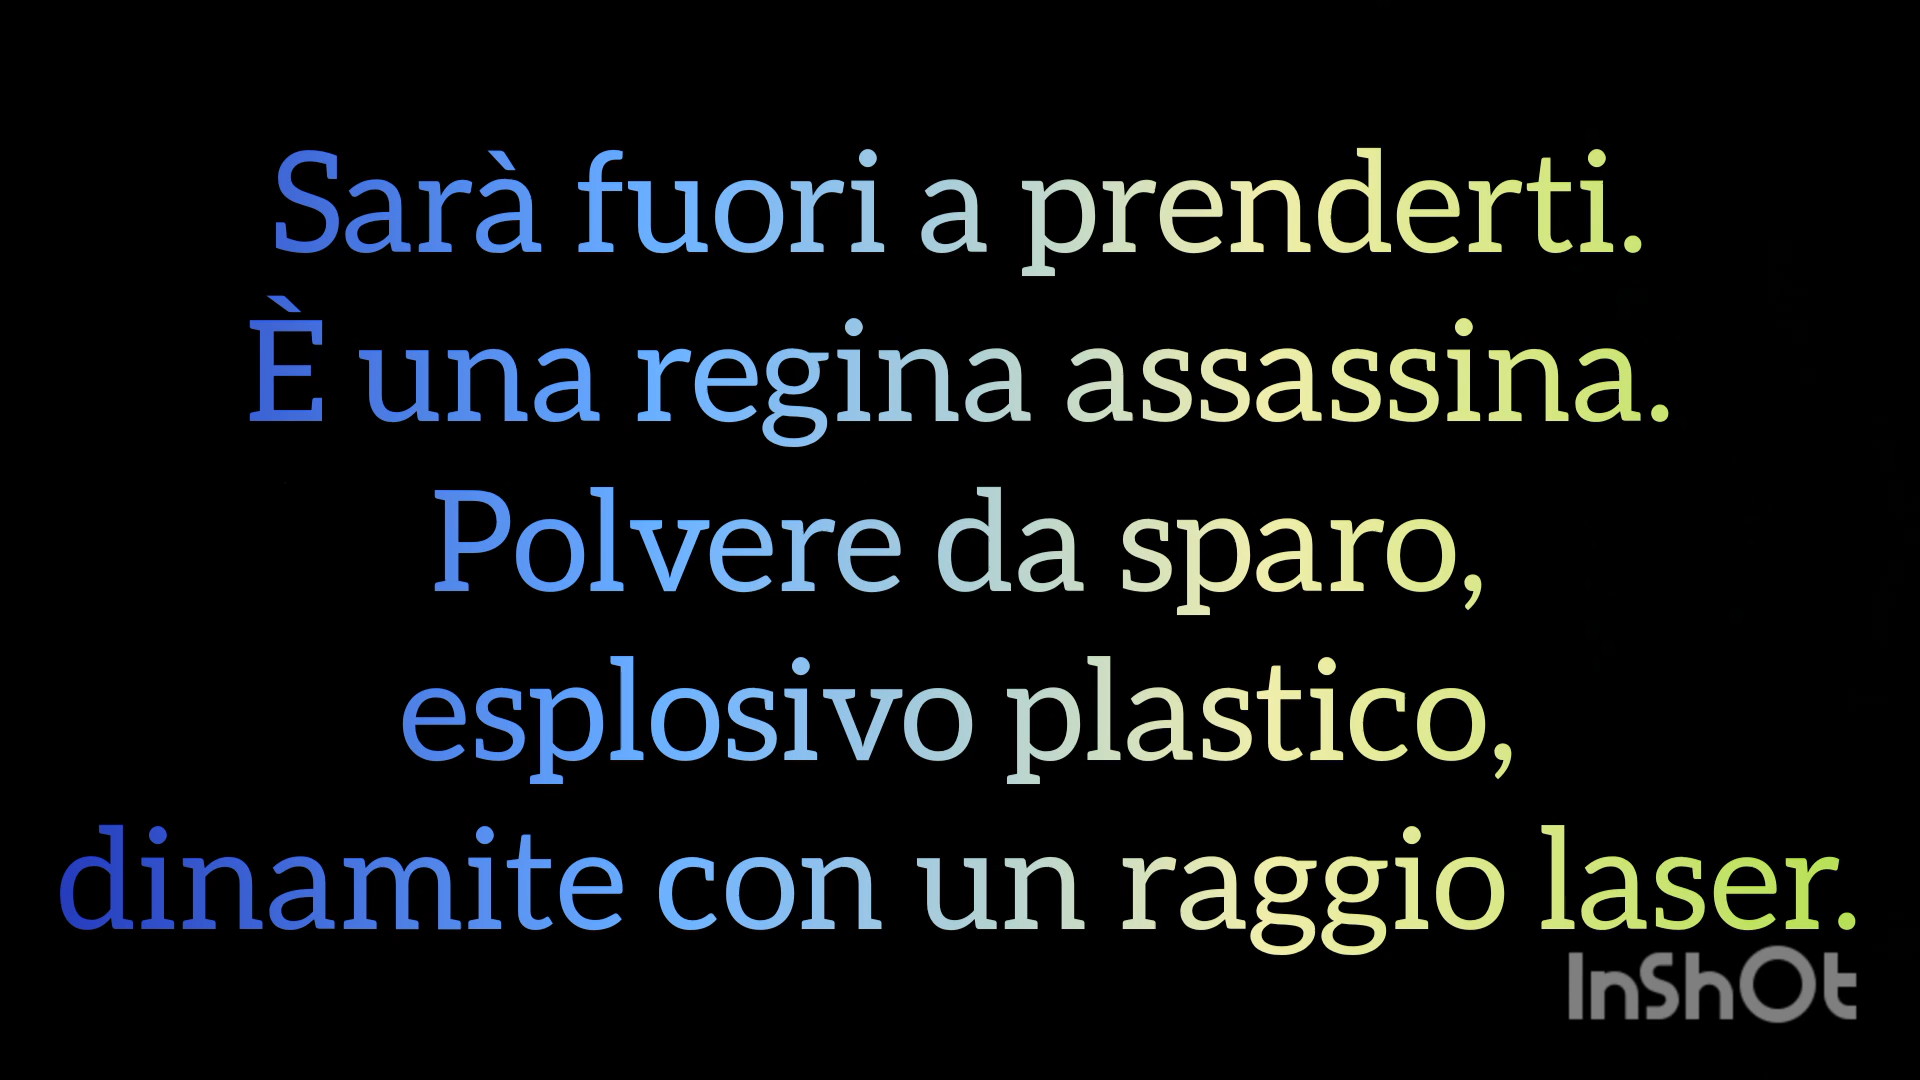 Sarà fuori a prenderti.
È una regina assassina.
Polvere da sparo,
esplosivo plastico,
dinamite con un raggio laser.
InShOt